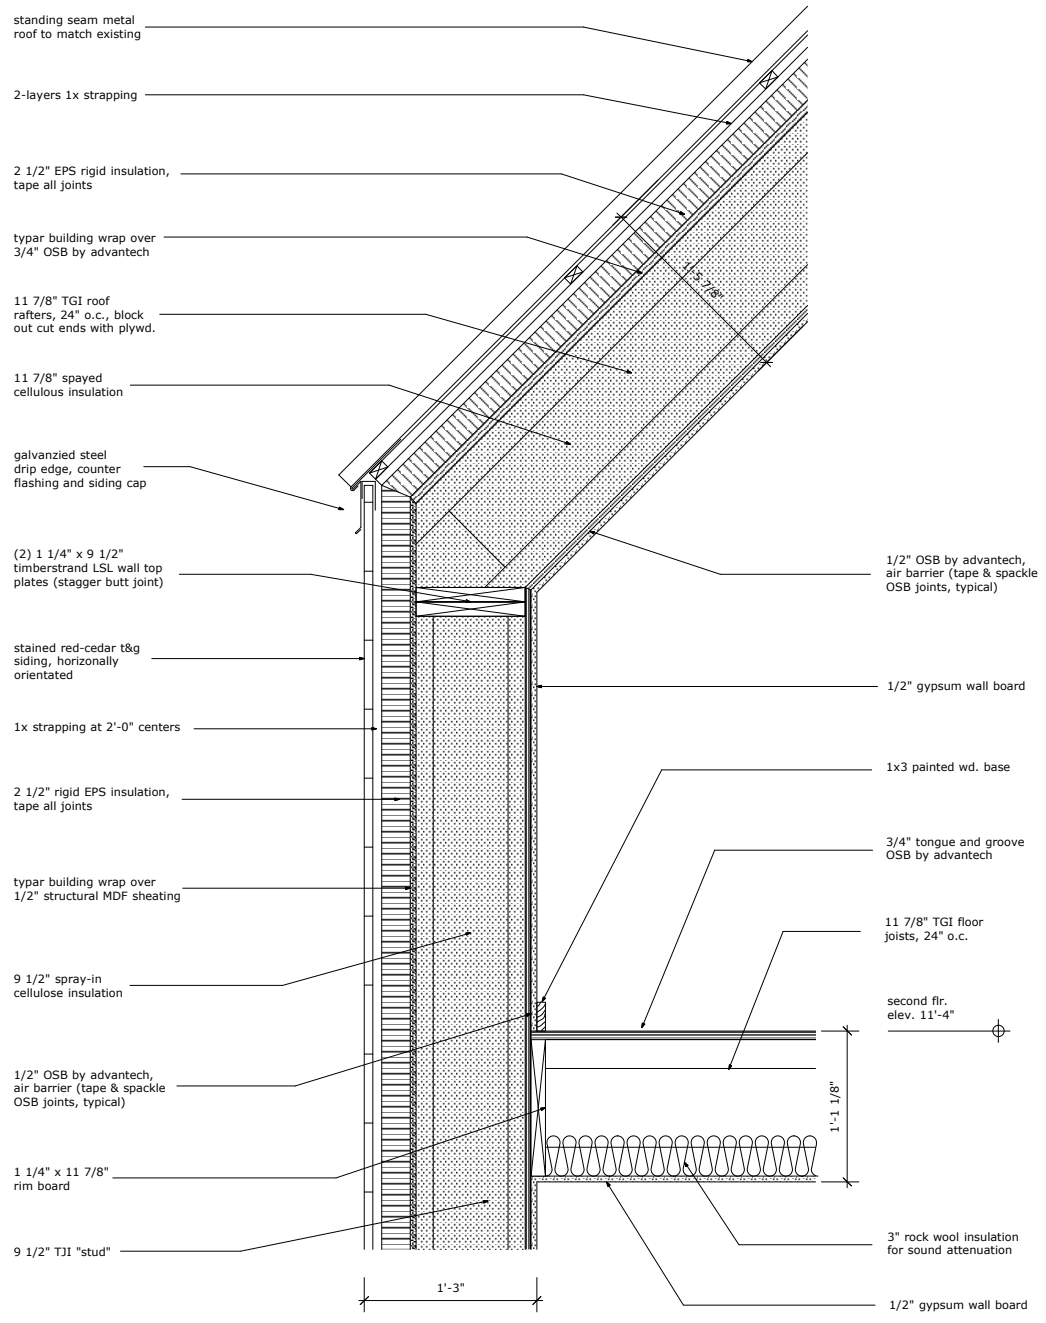 standing seam metal
roof to match existing
2-layers 1x strapping
2 1/2" EPS rigid insulation,
tape all joints
typar building wrap over
3/4" OSB by advantech
11 7/8" TGI roof
rafters, 24" o.c., block
out cut ends with plywd.
11 7/8" spayed
cellulous insulation
galvanzied steel
drip edge, counter
flashing and siding cap
(2) 1 1/4" x 9 1/2"
timberstrand LSL wall top
plates (stagger butt joint)
stained red-cedar t&g
siding, horizonally
orientated
1x strapping at 2'-0" centers
2 1/2" rigid EPS insulation,
tape all joints
typar building wrap over
1/2" structural MDF sheating
9 1/2" spray-in
cellulose insulation
1/2" OSB by advantech,
air barrier (tape & spackle
OSB joints, typical)
1 1/4" x 11 7/8"
rim board
9 1/2" TJI "stud"
1'-5 7/8"
1'-3"
1/2" OSB by advantech,
air barrier (tape & spackle
OSB joints, typical)
1/2" gypsum wall board
1x3 painted wd. base
3/4" tongue and groove
OSB by advantech
11 7/8" TGI floor
joists, 24" o.c.
second flr.
elev. 11'-4"
1'-1 1/8"
3" rock wool insulation
for sound attenuation
1/2" gypsum wall board